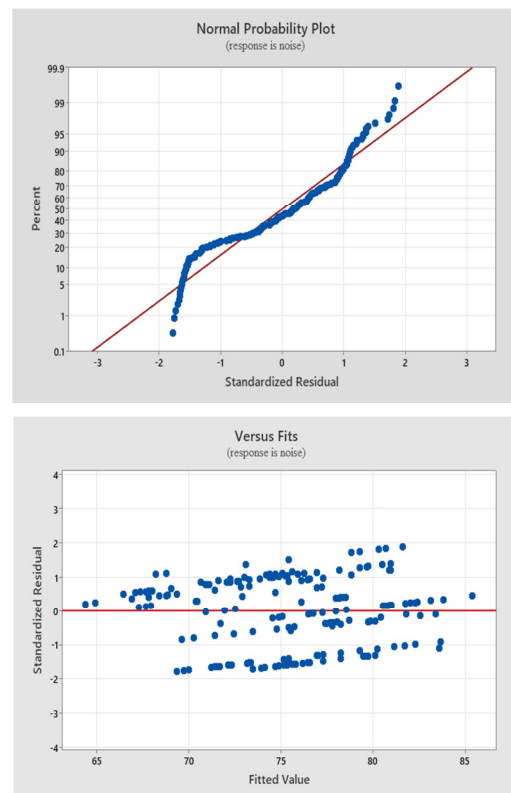 Normal Probability Plot
(response is noise)
99.9
99
95
90
80
70
60
50
40
30
20
10
5
1
0.1
Percent
-3 -2 -1 0 1 2 3
Standardized Residual
Versus Fits
(response is noise)
4
3
2
1
0
-1
-2
-3
-4
Standardized Residual
65 70 75 80 85
Fitted Value